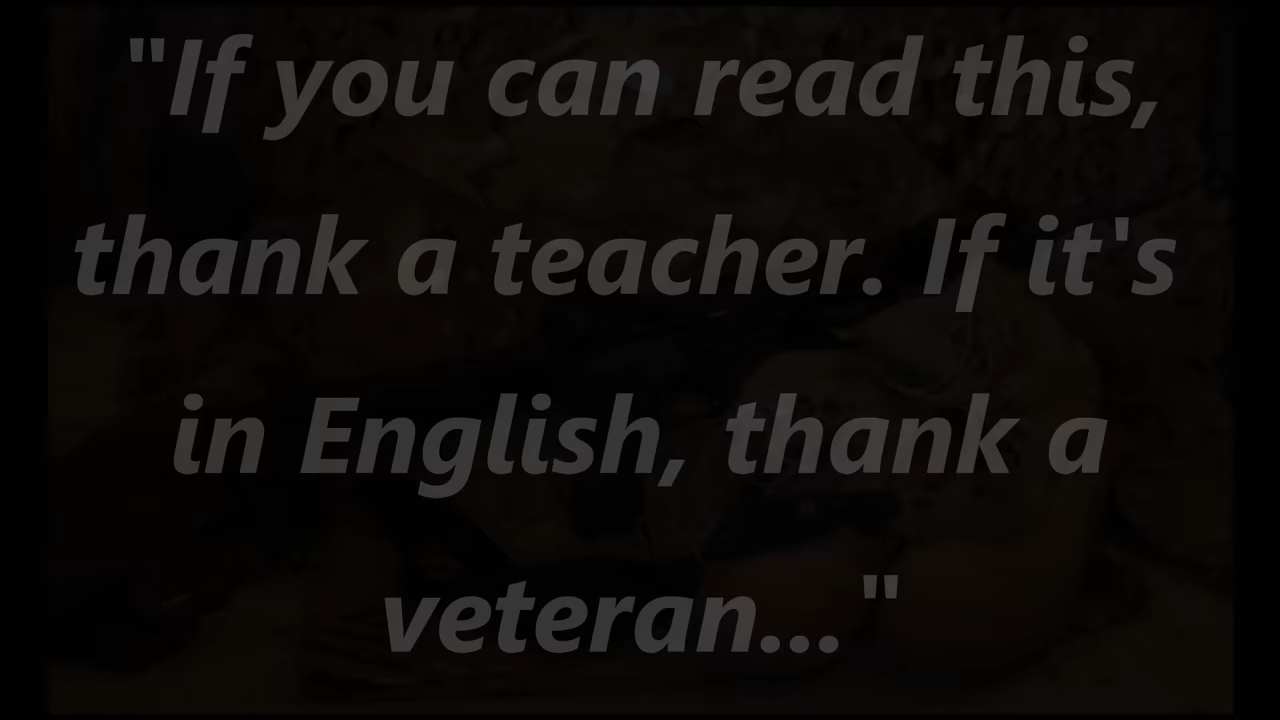 "If you can read this,
thank a teacher. If it's
in English, thank a
veteran... "